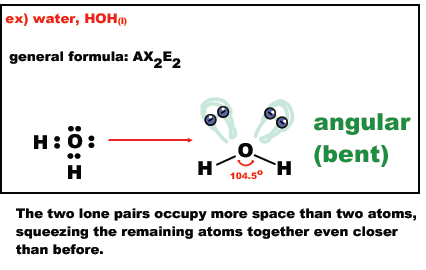 ex) water, HOH(l)
general formula: AX2E2
H : Ö :
H
O
H H
104.5°
angular
(bent)
The two lone pairs occupy more space than two atoms,
squeezing the remaining atoms together even closer
than before.